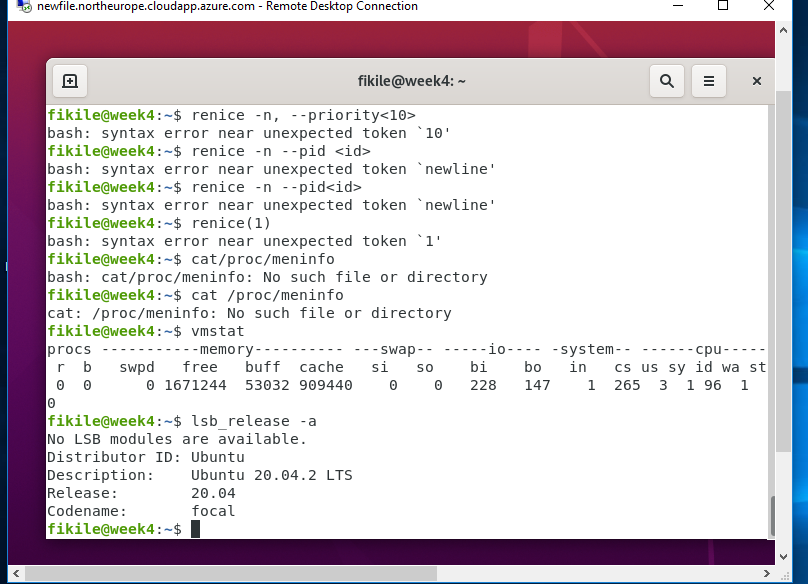 newfile.northeurope.cloudapp.azure.com - Remote Desktop Connection
fikile@week4: ~
fikile@week4:~$ renice -n, --priority<10>
bash: syntax error near unexpected token `10'
fikile@week4:~$ renice -n --pid <id>
bash: syntax error near unexpected token `newline'
fikile@week4:~$ renice -n --pid<id>
bash: syntax error near unexpected token `newline'
fikile@week4:~$ renice(1)
bash: syntax error near unexpected token `1'
fikile@week4:~$ cat/proc/meninfo
bash: cat/proc/meninfo: No such file or directory
fikile@week4:~$ cat /proc/meninfo
cat: /proc/meninfo: No such file or directory
fikile@week4:~$ vmstat
procs -----------memory---------- ---swap-- -----io---- -system-- ------cpu-----
 r  b   swpd   free   buff  cache   si   so    bi    bo   in   cs us sy id wa st
 0  0      0 1671244  53032 909440    0    0   228   147    1  265  3  1 96  1
0
fikile@week4:~$ lsb_release -a
No LSB modules are available.
Distributor ID: Ubuntu
Description:    Ubuntu 20.04.2 LTS
Release:        20.04
Codename:       focal
fikile@week4:~$